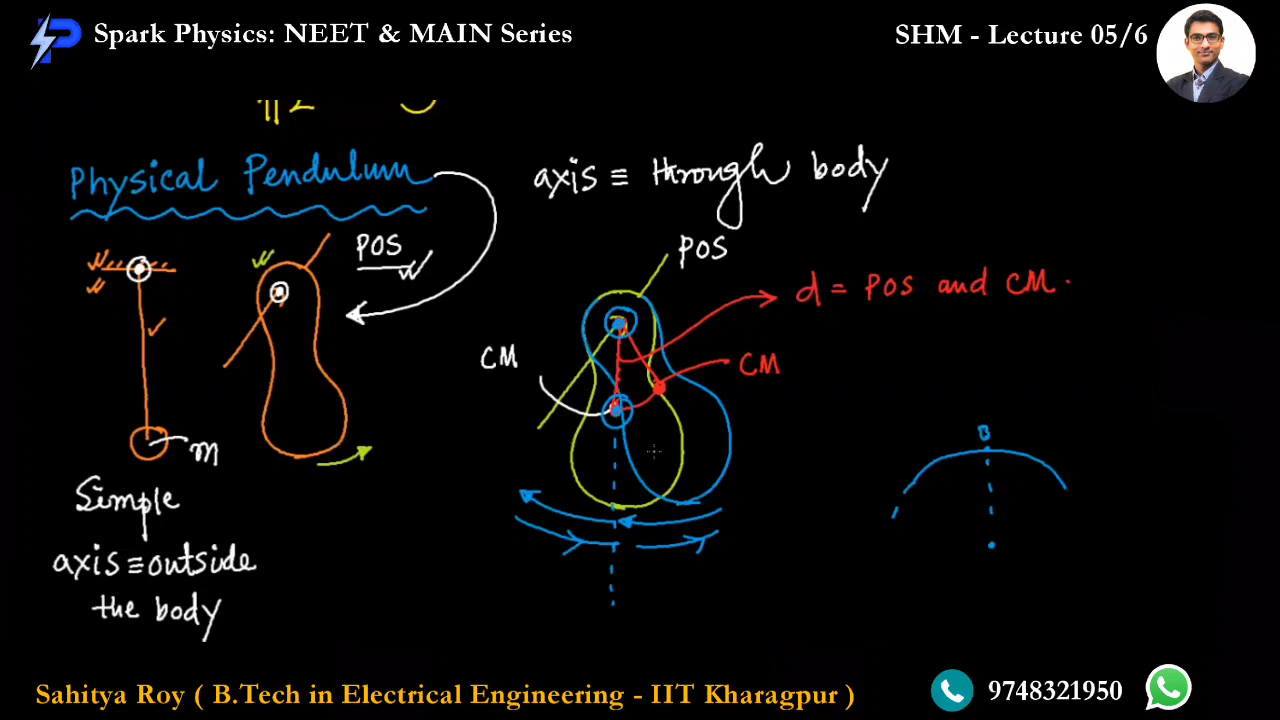 Spark Physics: NEET & MAIN Series
SHM - Lecture 05/6
Physical Pendulum
axis ≡ through body
POS
POS
d = POS and CM.
CM
CM
m
B
Simple
axis ≡ outside
the body
Sahitya Roy ( B.Tech in Electrical Engineering - IIT Kharagpur )
9748321950